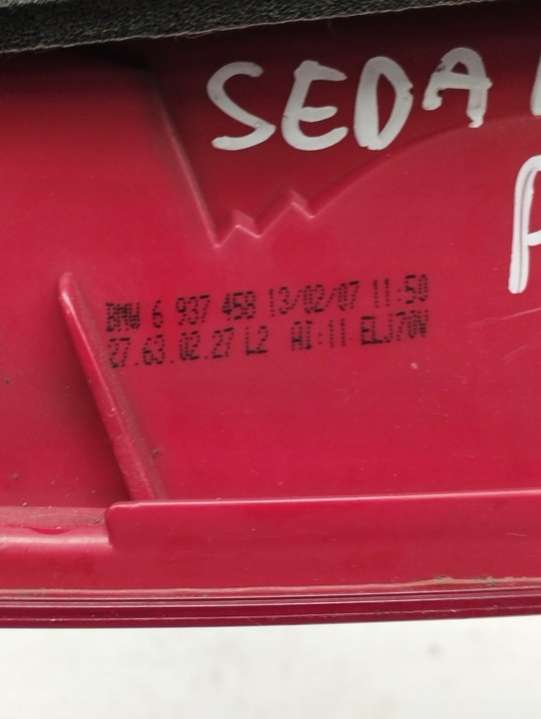 SEDA
BMW 6 937 458 13/02/07 11:50
27.63.02.27 L2 AI:11 ELJ70V